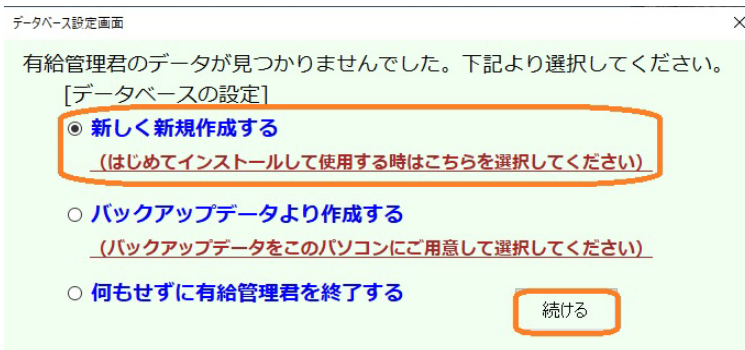 データベース設定画面
有給管理君のデータが見つかりませんでした。下記より選択してください。
[データベースの設定]
新しく新規作成する
(はじめてインストールして使用する時はこちらを選択してください)
バックアップデータより作成する
(バックアップデータをこのパソコンにご用意して選択してください)
何もせずに有給管理君を終了する
続ける